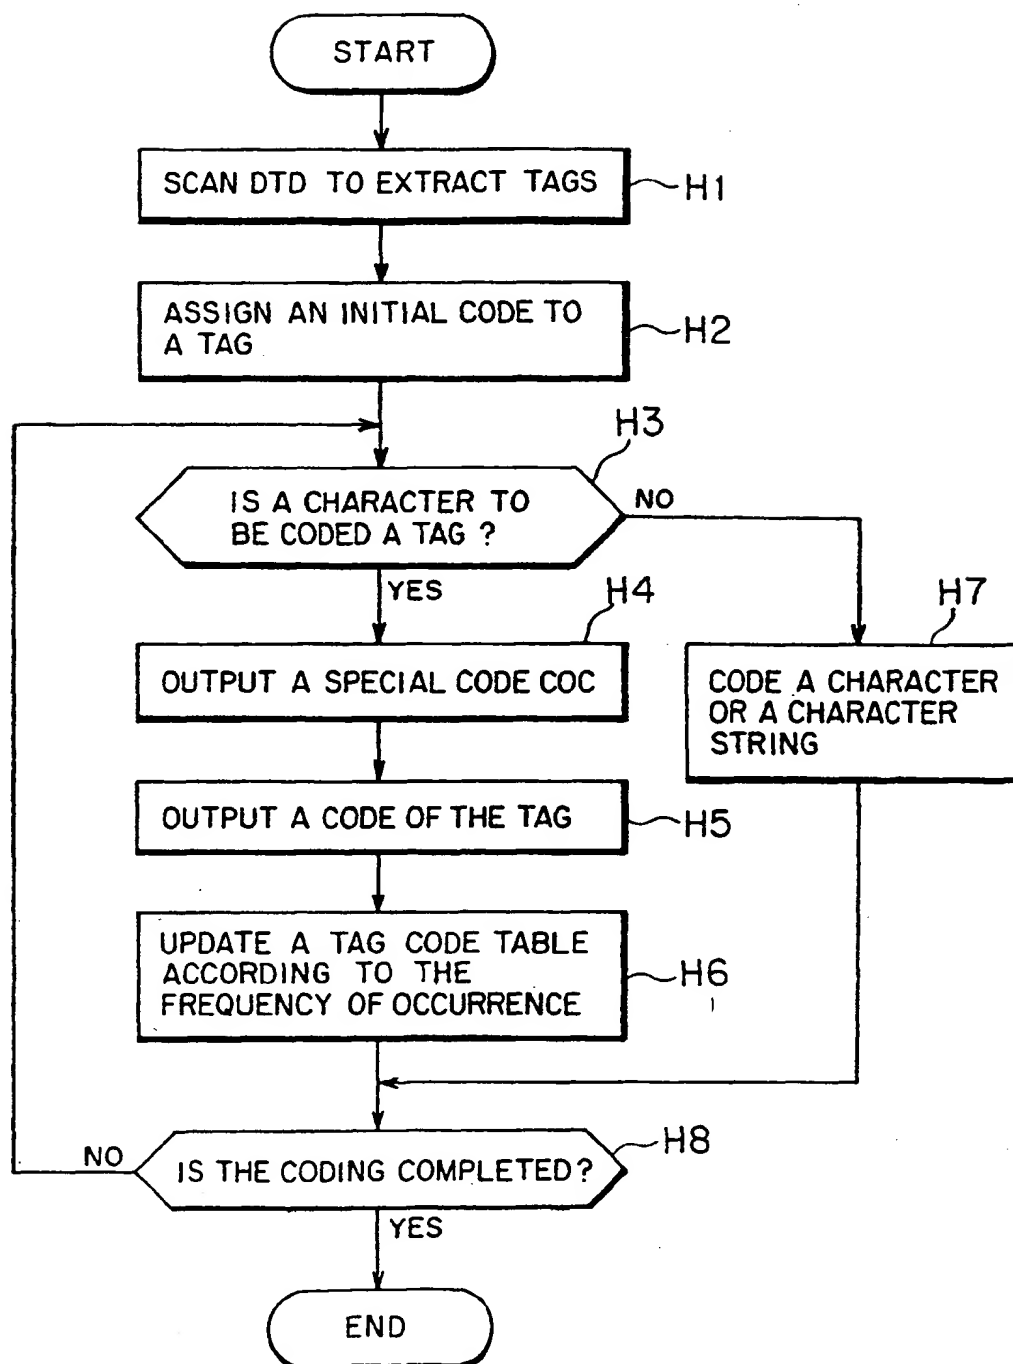 START
SCAN DTD TO EXTRACT TAGS
H1
ASSIGN AN INITIAL CODE TO
A TAG
H2
H3
IS A CHARACTER TO
BE CODED A TAG ?
NO
YES
H4
OUTPUT A SPECIAL CODE COC
H7
CODE A CHARACTER
OR A CHARACTER
STRING
OUTPUT A CODE OF THE TAG
H5
UPDATE A TAG CODE TABLE
ACCORDING TO THE
FREQUENCY OF OCCURRENCE
H6
H8
IS THE CODING COMPLETED?
NO
YES
END